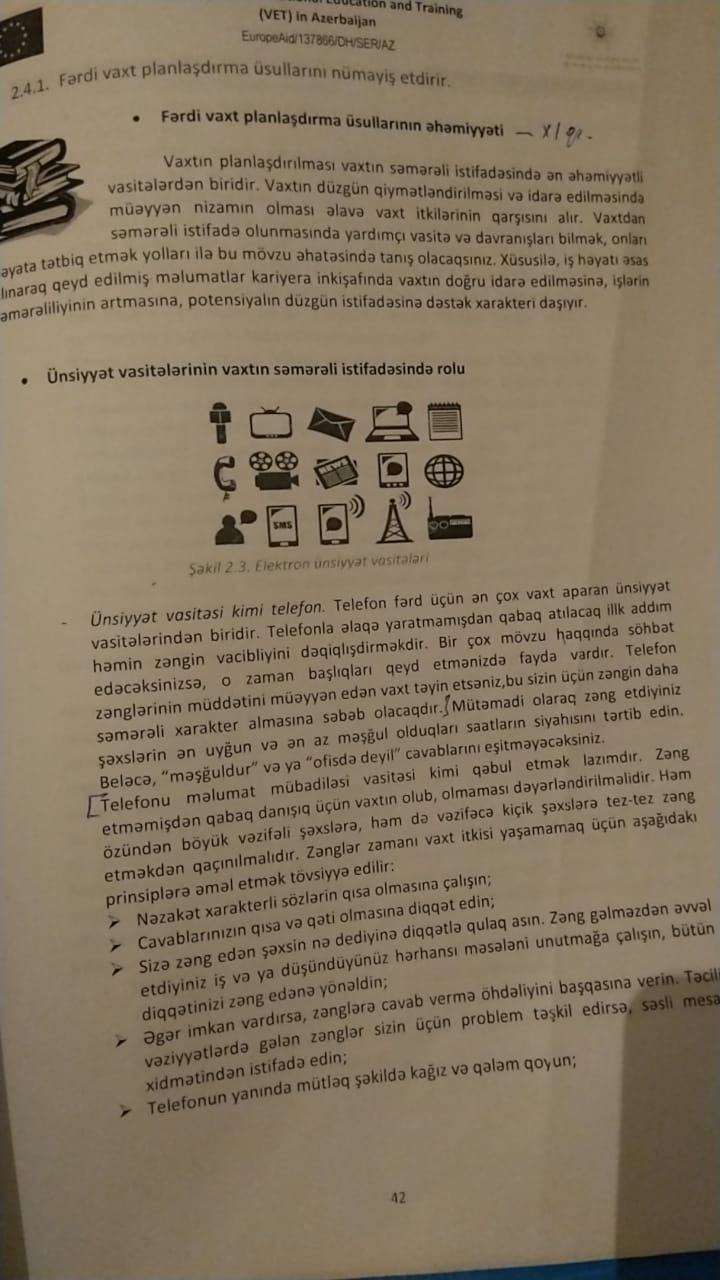 Education and Training
(VET) in Azerbaijan
EuropeAid/137866/DH/SER/AZ
2.4.1. Fərdi vaxt planlaşdırma üsullarını nümayiş etdirir.
• Fərdi vaxt planlaşdırma üsullarının əhəmiyyəti —
Vaxtın planlaşdırılması vaxtın səmərəli istifadəsində ən əhəmiyyətli
vasitələrdən biridir. Vaxtın düzgün qiymətləndirilməsi və idarə edilməsində
müəyyən nizamın olması əlavə vaxt itkilərinin qarşısını alır. Vaxtdan
səmərəli istifadə olunmasında yardımçı vasitə və davranışları bilmək, onları
əyata tətbiq etmək yolları ilə bu mövzu əhatəsində tanış olacaqsınız. Xüsusilə, iş həyatı əsas
lınaraq qeyd edilmiş məlumatlar kariyera inkişafında vaxtın doğru idarə edilməsinə, işlərin
əmərəliliyinin artmasına, potensiyalın düzgün istifadəsinə dəstək xarakteri daşıyır.
• Ünsiyyət vasitələrinin vaxtın səmərəli istifadəsində rolu
NEWS
SMS
Şəkil 2.3. Elektron ünsiyyət vasitələri
- Ünsiyyət vasitəsi kimi telefon. Telefon fərd üçün ən çox vaxt aparan ünsiyyət
vasitələrindən biridir. Telefonla əlaqə yaratmamışdan qabaq atılacaq illk addım
həmin zəngin vacibliyini dəqiqlişdirməkdir. Bir çox mövzu haqqında söhbət
edəcəksinizsə, o zaman başlıqları qeyd etmənizdə fayda vardır. Telefon
zənglərinin müddətini müəyyən edən vaxt təyin etsəniz,bu sizin üçün zəngin daha
səmərəli xarakter almasına səbəb olacaqdır. Mütəmadi olaraq zəng etdiyiniz
şəxslərin ən uyğun və ən az məşğul olduqları saatların siyahısını tərtib edin.
Beləcə, "məşğuldur" və ya "ofisdə deyil" cavablarını eşitməyəcəksiniz.
[Telefonu məlumat mübadiləsi vasitəsi kimi qəbul etmək lazımdır. Zəng
etməmişdən qabaq danışıq üçün vaxtın olub, olmaması dəyərləndirilməlidir. Həm
özündən böyük vəzifəli şəxslərə, həm də vəzifəcə kiçik şəxslərə tez-tez zəng
etməkdən qaçınılmalıdır. Zənglər zamanı vaxt itkisi yaşamamaq üçün aşağıdakı
prinsiplərə əməl etmək tövsiyyə edilir:
➢ Nəzakət xarakterli sözlərin qısa olmasına çalışın;
➢ Cavablarınızın qısa və qəti olmasına diqqət edin;
➢ Sizə zəng edən şəxsin nə dediyinə diqqətlə qulaq asın. Zəng gəlməzdən əvvəl
etdiyiniz iş və ya düşündüyünüz hərhansı məsələni unutmağa çalışın, bütün
diqqətinizi zəng edənə yönəldin;
➢ Əgər imkan vardırsa, zənglərə cavab vermə öhdəliyini başqasına verin. Təcili
vəziyyətlərdə gələn zənglər sizin üçün problem təşkil edirsə, səsli mesa
xidmətindən istifadə edin;
➢ Telefonun yanında mütləq şəkildə kağız və qələm qoyun;
42